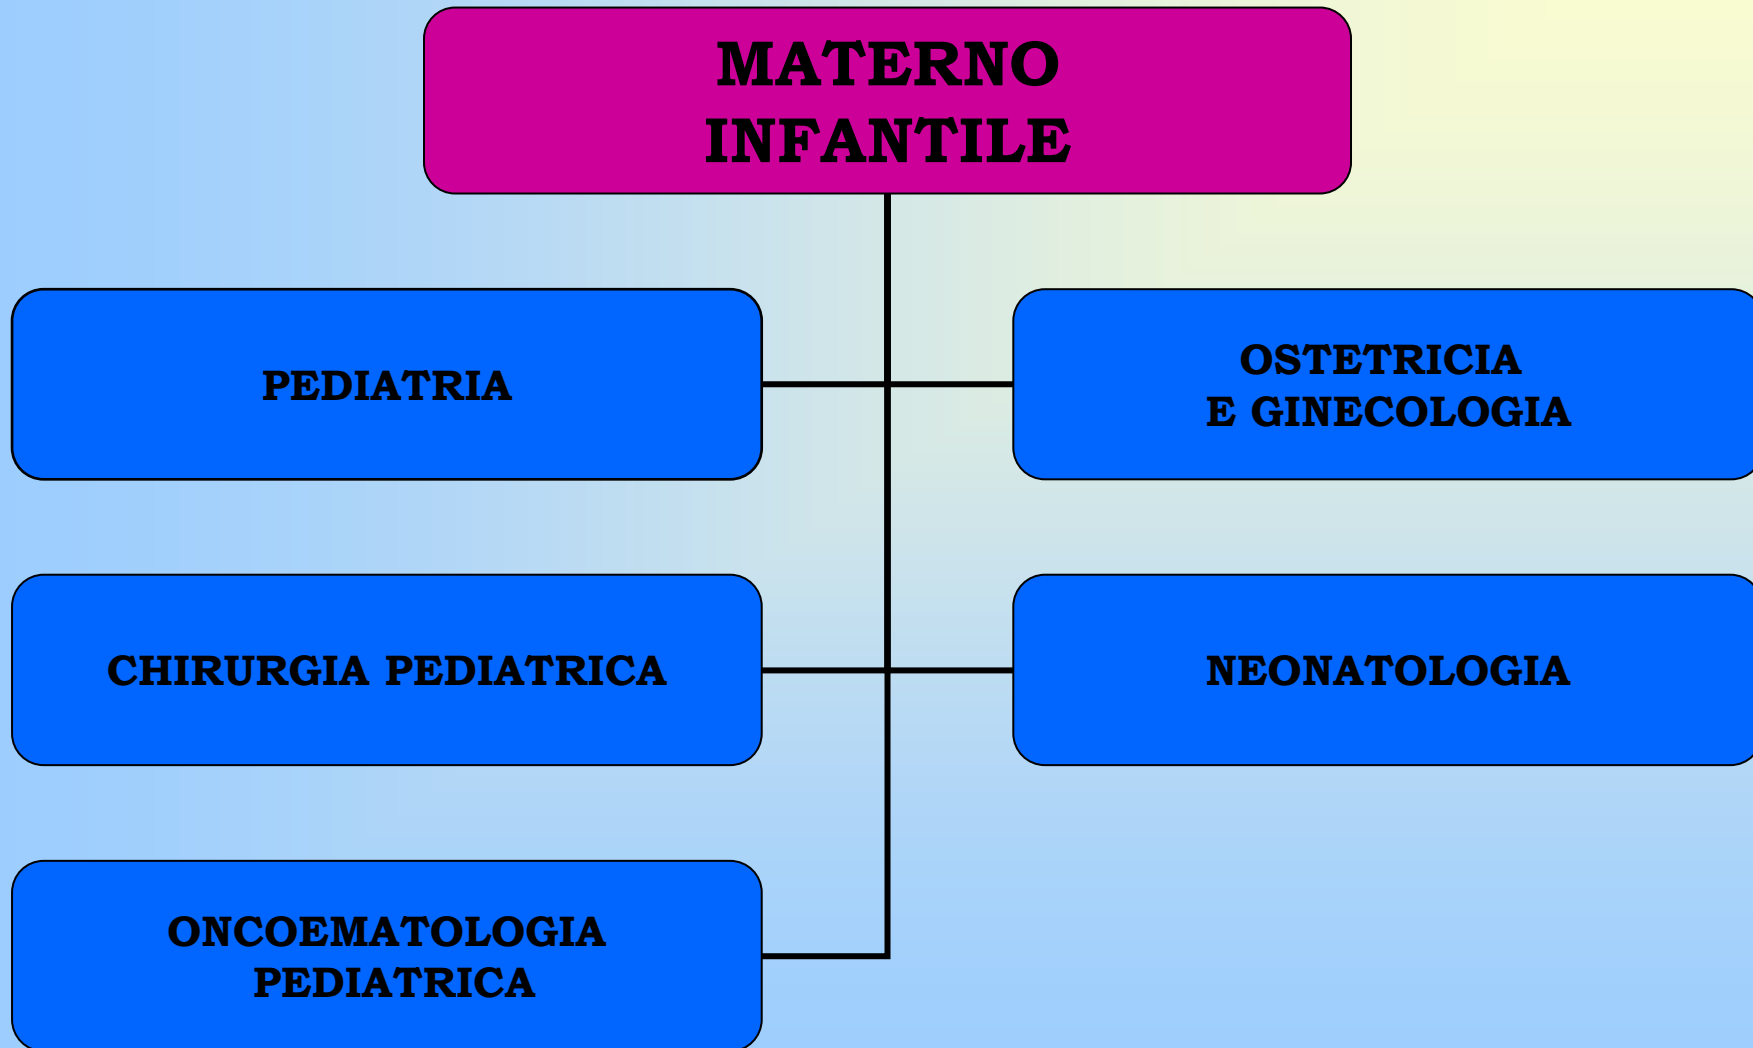 MATERNO
INFANTILE
PEDIATRIA
OSTETRICIA
E GINECOLOGIA
CHIRURGIA PEDIATRICA
NEONATOLOGIA
ONCOEMATOLOGIA
PEDIATRICA